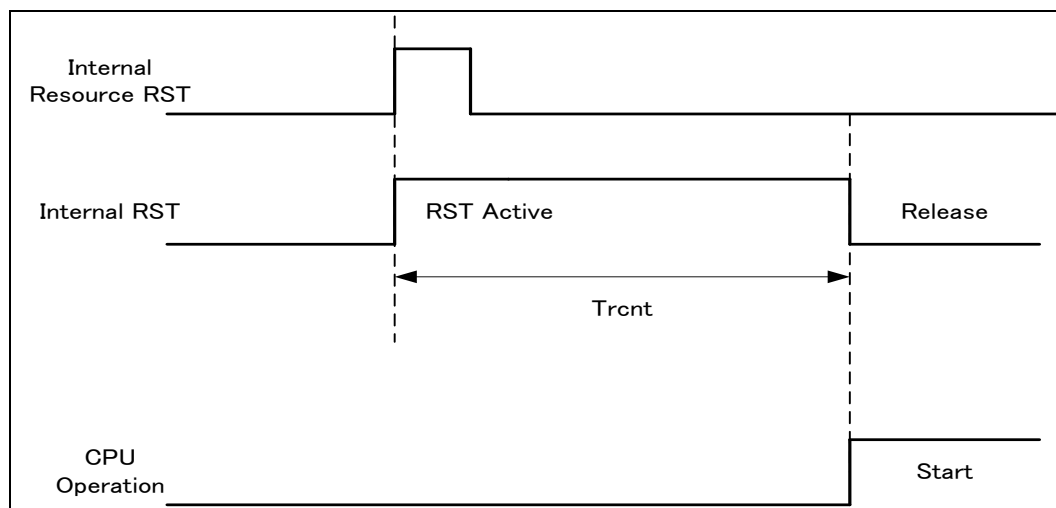 Internal
Resource RST
Internal RST
RST Active
Release
Trcnt
CPU
Operation
Start